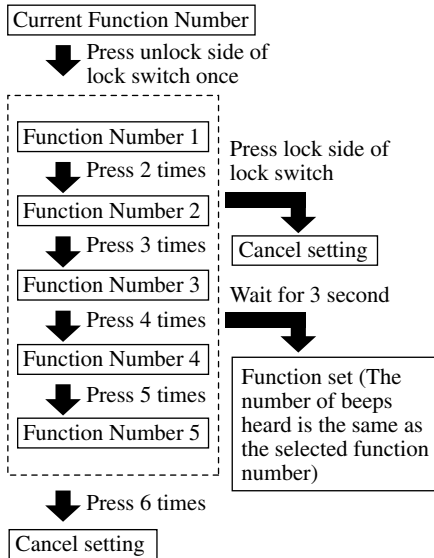 Current Function Number
Press unlock side of
lock switch once
Function Number 1
Press 2 times
Function Number 2
Press 3 times
Function Number 3
Press 4 times
Function Number 4
Press 5 times
Function Number 5
Press 6 times
Cancel setting
Press lock side of
lock switch
Cancel setting
Wait for 3 second
Function set (The
number of beeps
heard is the same as
the selected function
number)